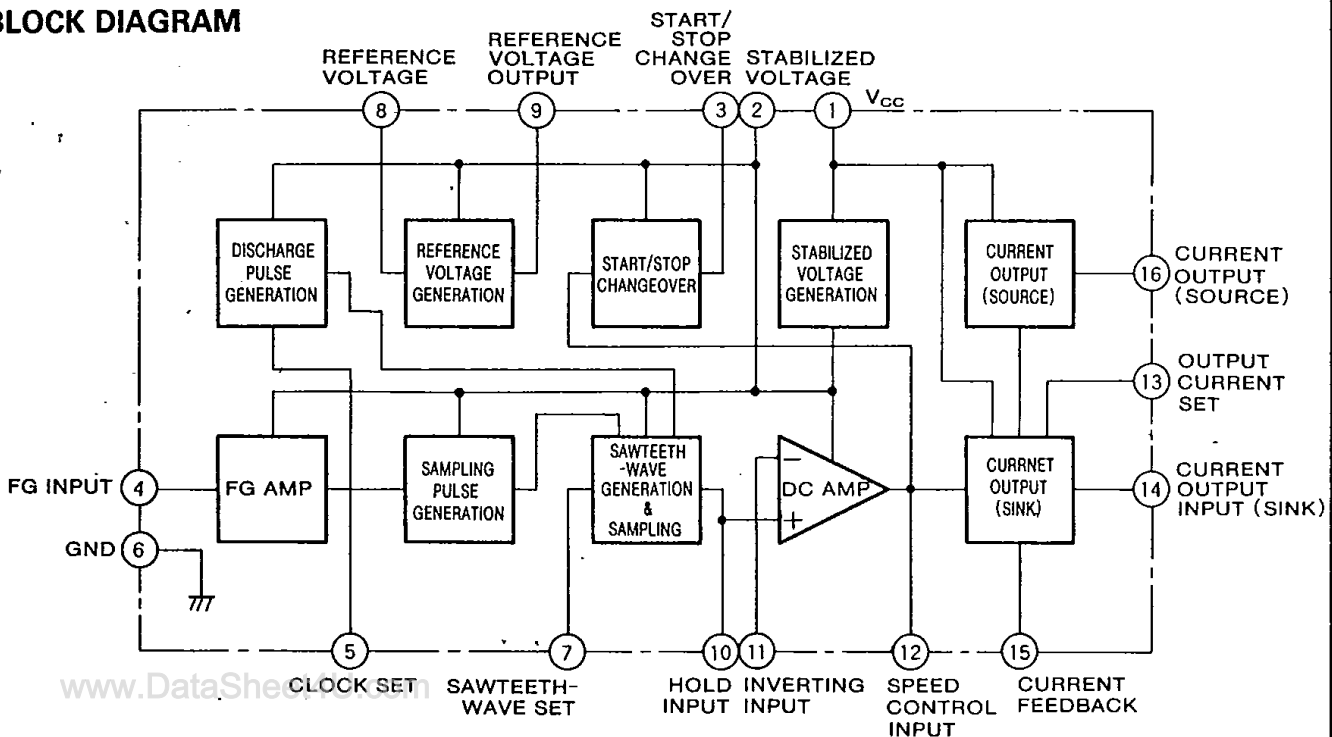 BLOCK DIAGRAM
REFERENCE
VOLTAGE
8
REFERENCE
VOLTAGE
OUTPUT
9
START/
STOP
CHANGE
OVER
3
2
STABILIZED
VOLTAGE
1
VCC
DISCHARGE
PULSE
GENERATION
REFERENCE
VOLTAGE
GENERATION
START/STOP
CHANGEOVER
STABILIZED
VOLTAGE
GENERATION
CURRENT
OUTPUT
(SOURCE)
16
CURRENT
OUTPUT
(SOURCE)
13
OUTPUT
CURRENT
SET
FG INPUT
4
FG AMP
SAMPLING
PULSE
GENERATION
SAWTEETH
-WAVE
GENERATION
&
SAMPLING
−
DC AMP
+
CURRNET
OUTPUT
(SINK)
14
CURRENT
OUTPUT
INPUT (SINK)
GND
6
5
CLOCK SET
7
SAWTEETH-
WAVE SET
10
HOLD
INPUT
11
INVERTING
INPUT
12
SPEED
CONTROL
INPUT
15
CURRENT
FEEDBACK
www.DataSheet4U.com